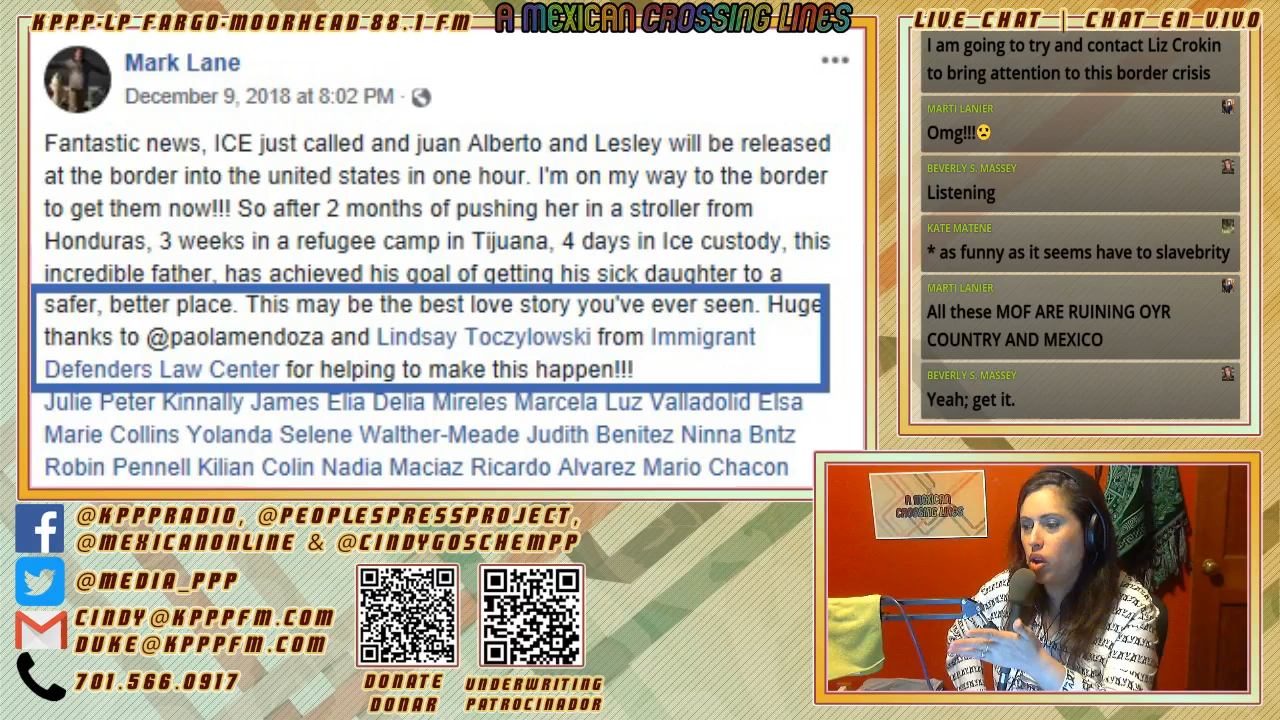 KPPP-LP FARGO-MOORHEAD 88.1 FM
A MEXICAN CROSSING LINES
LIVE CHAT | CHAT EN VIVO
Mark Lane
December 9, 2018 at 8:02 PM ·
Fantastic news, ICE just called and juan Alberto and Lesley will be released
at the border into the united states in one hour. I'm on my way to the border
to get them now!!! So after 2 months of pushing her in a stroller from
Honduras, 3 weeks in a refugee camp in Tijuana, 4 days in Ice custody, this
incredible father, has achieved his goal of getting his sick daughter to a
safer, better place. This may be the best love story you've ever seen. Huge
thanks to @paolamendoza and Lindsay Toczylowski from Immigrant
Defenders Law Center for helping to make this happen!!!
Julie Peter Kinnally James Elia Delia Mireles Marcela Luz Valladolid Elsa
Marie Collins Yolanda Selene Walther-Meade Judith Benitez Ninna Bntz
Robin Pennell Kilian Colin Nadia Maciaz Ricardo Alvarez Mario Chacon
I am going to try and contact Liz Crokin
to bring attention to this border crisis
MARTI LANIER
Omg!!!😟
BEVERLY S. MASSEY
Listening
KATE MATENE
* as funny as it seems have to slavebrity
MARTI LANIER
All these MOF ARE RUINING OYR
COUNTRY AND MEXICO
BEVERLY S. MASSEY
Yeah; get it.
@KPPPRADIO, @PEOPLESPRESSPROJECT,
@MEXICANONLINE & @CINDYGOSCHEMPP
@MEDIA_PPP
CINDY@KPPPFM.COM
DUKE@KPPPFM.COM
701.566.0917
DONATE
DONAR
UNDERWRITING
PATROCINADOR
A MEXICAN
CROSSING LINES